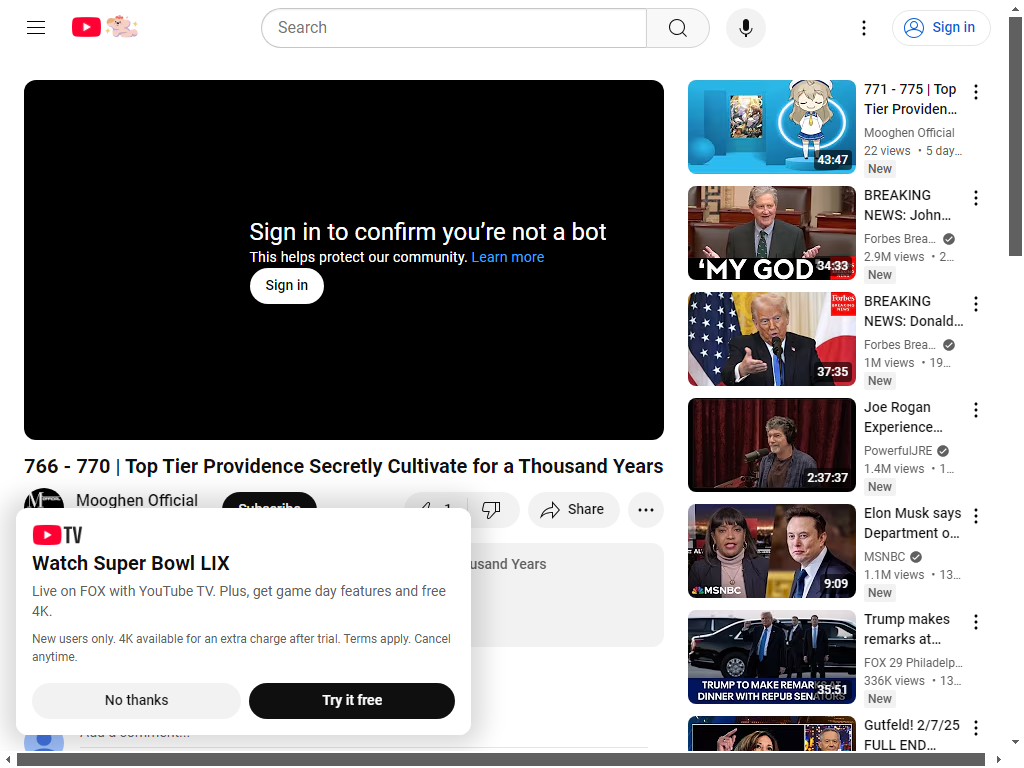 Search
Sign in
Sign in to confirm you’re not a bot
This helps protect our community. Learn more
Sign in
766 - 770 | Top Tier Providence Secretly Cultivate for a Thousand Years
Mooghen Official
Subscribe
1
Share
usand Years
TV
Watch Super Bowl LIX
Live on FOX with YouTube TV. Plus, get game day features and free
4K.
New users only. 4K available for an extra charge after trial. Terms apply. Cancel
anytime.
No thanks
Try it free
Add a comment...
43:47
771 - 775 | Top
Tier Providen…
Mooghen Official
22 views • 5 day…
New
‘MY GOD
34:33
BREAKING
NEWS: John…
Forbes Brea…
2.9M views • 2…
New
Forbes
BREAKING
NEWS
37:35
BREAKING
NEWS: Donald…
Forbes Brea…
1M views • 19…
New
2:37:37
Joe Rogan
Experience…
PowerfulJRE
1.4M views • 1…
New
MSNBC
9:09
Elon Musk says
Department o…
MSNBC
1.1M views • 13…
New
TRUMP TO MAKE REMARKS AT
DINNER WITH REPUB SENATORS
35:51
Trump makes
remarks at…
FOX 29 Philadelp…
336K views • 13…
New
Gutfeld! 2/7/25
FULL END…